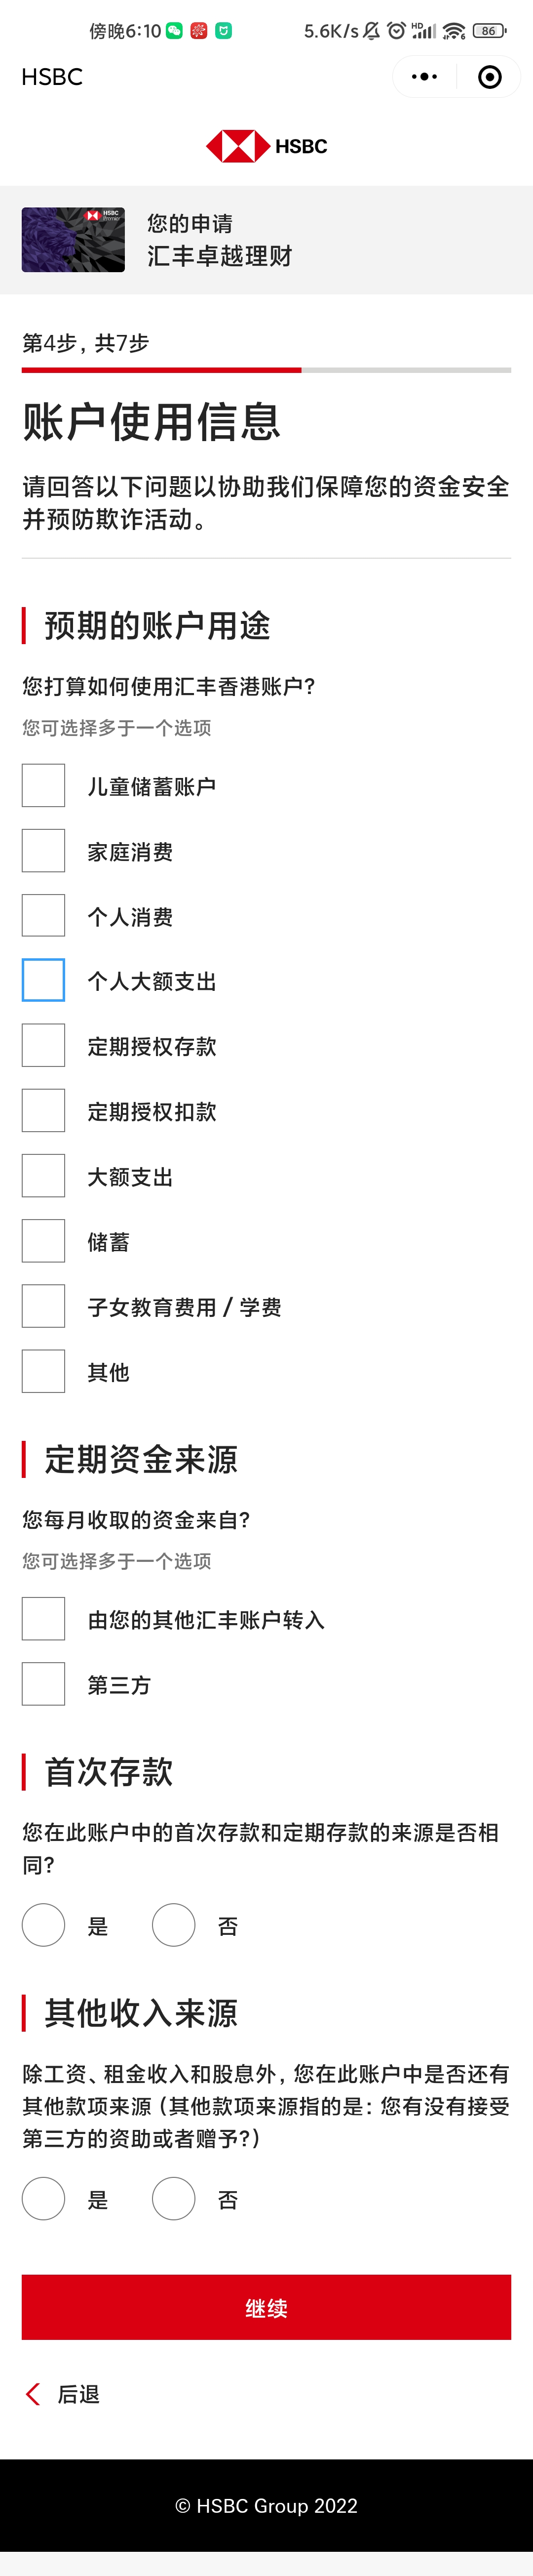 傍晚6:10
5.6K/s
HD
6
86
HSBC
HSBC
HSBC
Premier
您的申请
汇丰卓越理财
第4步, 共7步
账户使用信息
请回答以下问题以协助我们保障您的资金安全
并预防欺诈活动。
预期的账户用途
您打算如何使用汇丰香港账户?
您可选择多于一个选项
儿童储蓄账户
家庭消费
个人消费
个人大额支出
定期授权存款
定期授权扣款
大额支出
储蓄
子女教育费用 / 学费
其他
定期资金来源
您每月收取的资金来自?
您可选择多于一个选项
由您的其他汇丰账户转入
第三方
首次存款
您在此账户中的首次存款和定期存款的来源是否相
同?
是 否
其他收入来源
除工资、租金收入和股息外, 您在此账户中是否还有
其他款项来源 (其他款项来源指的是: 您有没有接受
第三方的资助或者赠予?)
是 否
继续
后退
© HSBC Group 2022